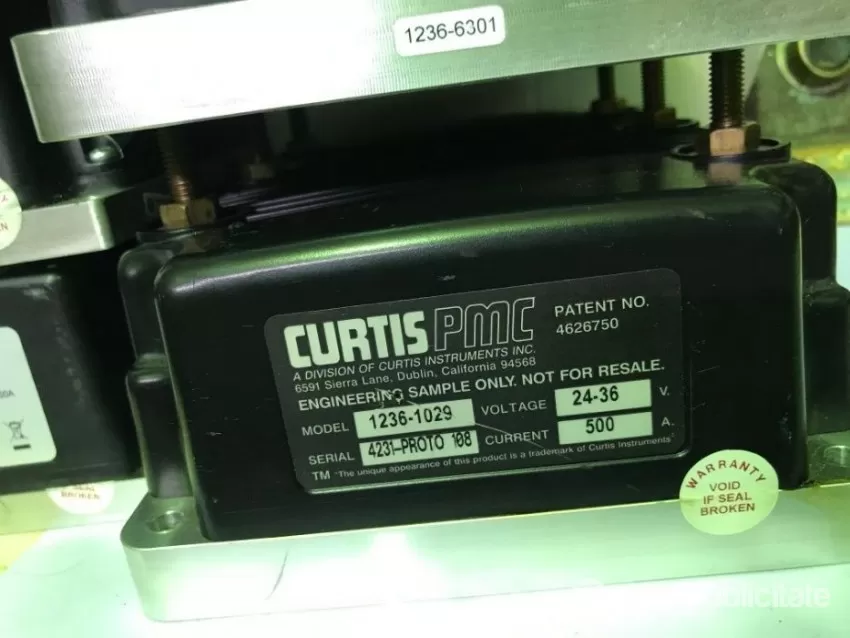 1236-6301
CURTIS PMC
PATENT NO.
4626750
A DIVISION OF CURTIS INSTRUMENTS INC.
6591 Sierra Lane, Dublin, California 94568
ENGINEERING SAMPLE ONLY. NOT FOR RESALE.
MODEL 1236-1029 VOLTAGE 24-36 V.
SERIAL 4231-PROTO 108 CURRENT 500 A.
TM "The unique appearance of this product is a trademark of Curtis Instruments"
WARRANTY
VOID
IF SEAL
BROKEN
BROKEN